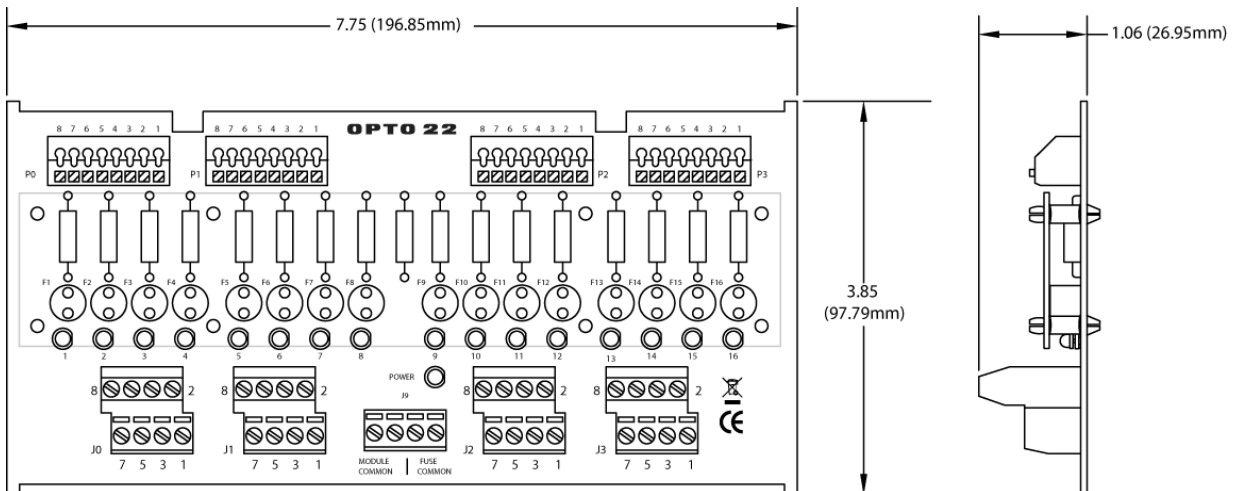 7.75 (196.85mm)
1.06 (26.95mm)
8 7 6 5 4 3 2 1
8 7 6 5 4 3 2 1
OPTO 22
8 7 6 5 4 3 2 1
8 7 6 5 4 3 2 1
P0
P1
P2
P3
F1 F2 F3 F4 F5 F6 F7 F8 F9 F10 F11 F12 F13 F14 F15 F16
3.85
(97.79mm)
1 2 3 4 5 6 7 8 9 10 11 12 13 14 15 16
POWER
J9
8 2
8 2
8 2
8 2
CE
J0
J1
J2
J3
7 5 3 1
7 5 3 1
MODULE
COMMON
FUSE
COMMON
7 5 3 1
7 5 3 1